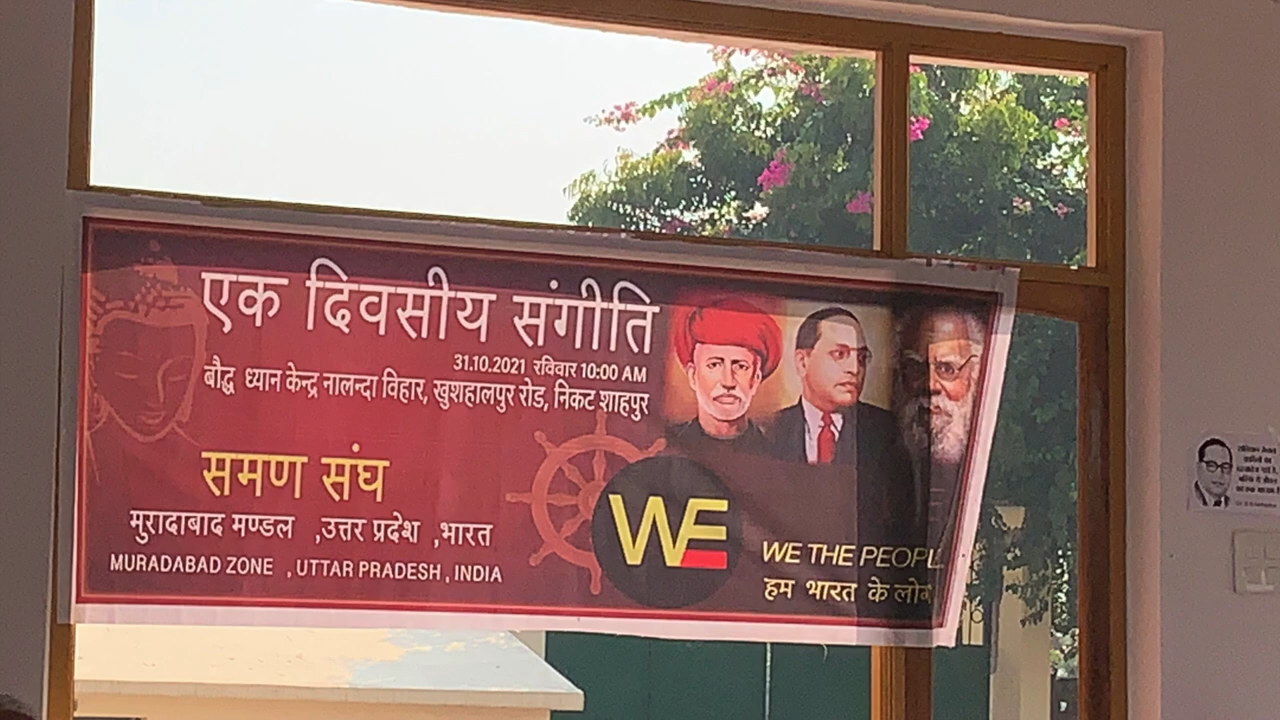 एक दिवसीय संगीति
31.10.2021 रविवार 10:00 AM
बौद्ध ध्यान केन्द्र नालन्दा विहार, खुशहालपुर रोड, निकट शाहपुर
समण संघ
मुरादाबाद मण्डल ,उत्तर प्रदेश ,भारत
MURADABAD ZONE , UTTAR PRADESH , INDIA
WE
WE THE PEOPL
हम भारत के लोग